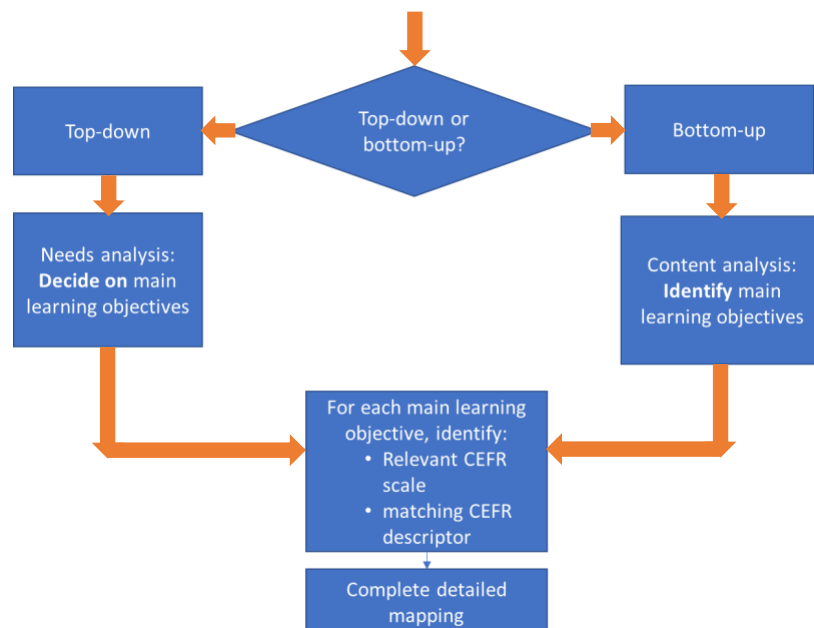 Top-down or
bottom-up?
Top-down
Bottom-up
Needs analysis:
Decide on main
learning objectives
Content analysis:
Identify main
learning objectives
For each main learning
objective, identify:
• Relevant CEFR
scale
• matching CEFR
descriptor
Complete detailed
mapping